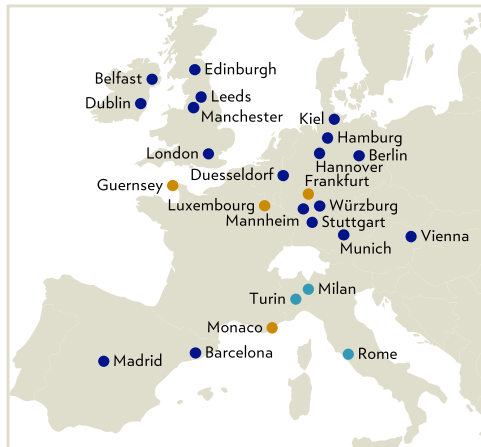 Edinburgh
Belfast
Leeds
Dublin
Manchester
Kiel
Hamburg
London
Berlin
Hannover
Duesseldorf
Frankfurt
Guernsey
Luxembourg
Würzburg
Mannheim
Stuttgart
Vienna
Munich
Milan
Turin
Monaco
Barcelona
Rome
Madrid